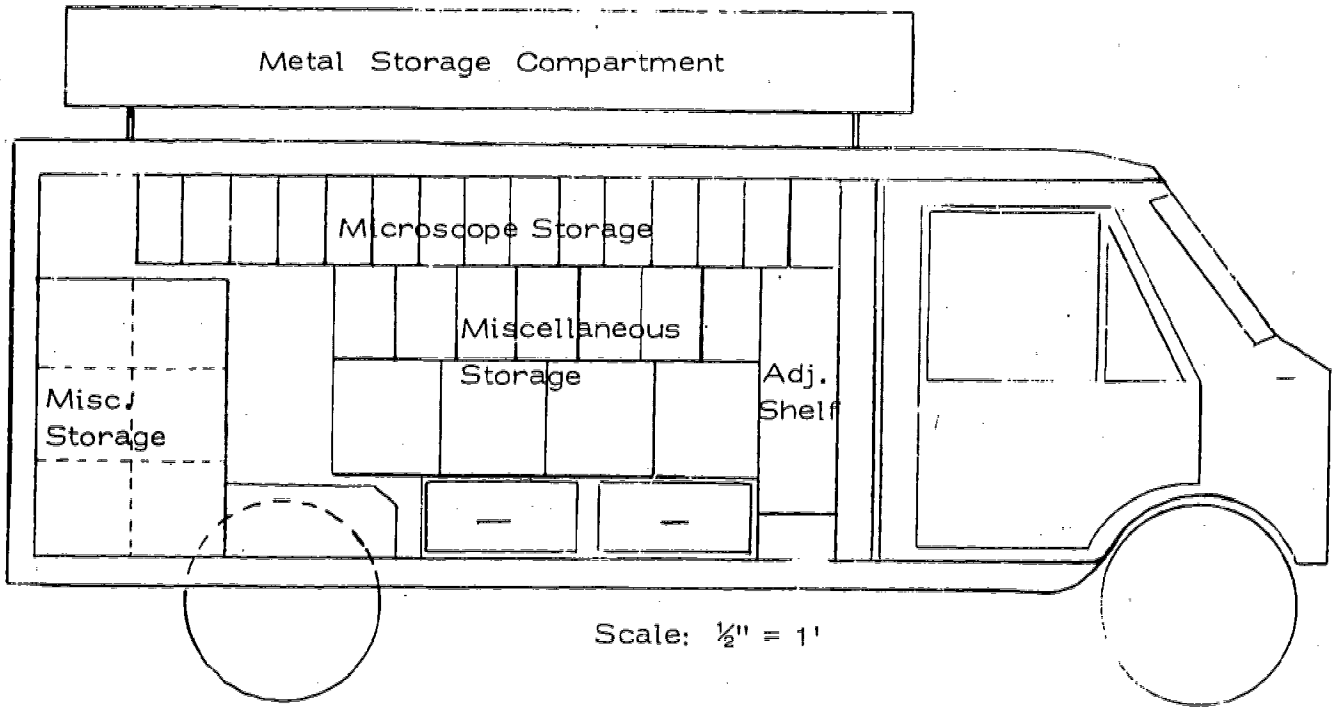 Metal Storage Compartment
Microscope Storage
Miscellaneous
Storage
Adj.
Shelf
Misc.
Storage
Scale: ½" = 1'